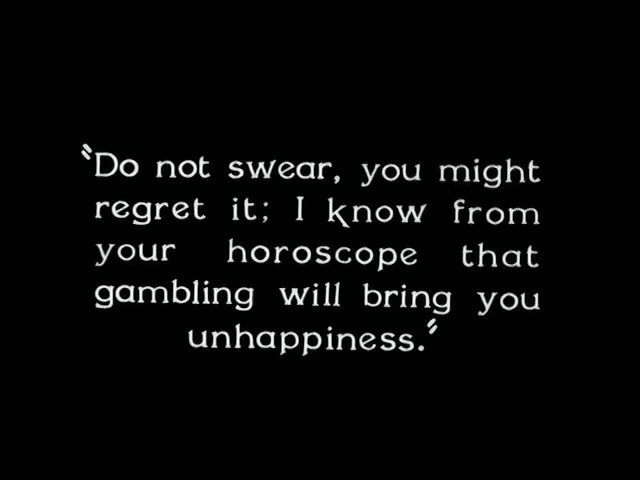 "Do not swear, you might
regret it; I know from
your horoscope that
gambling will bring you
unhappiness."